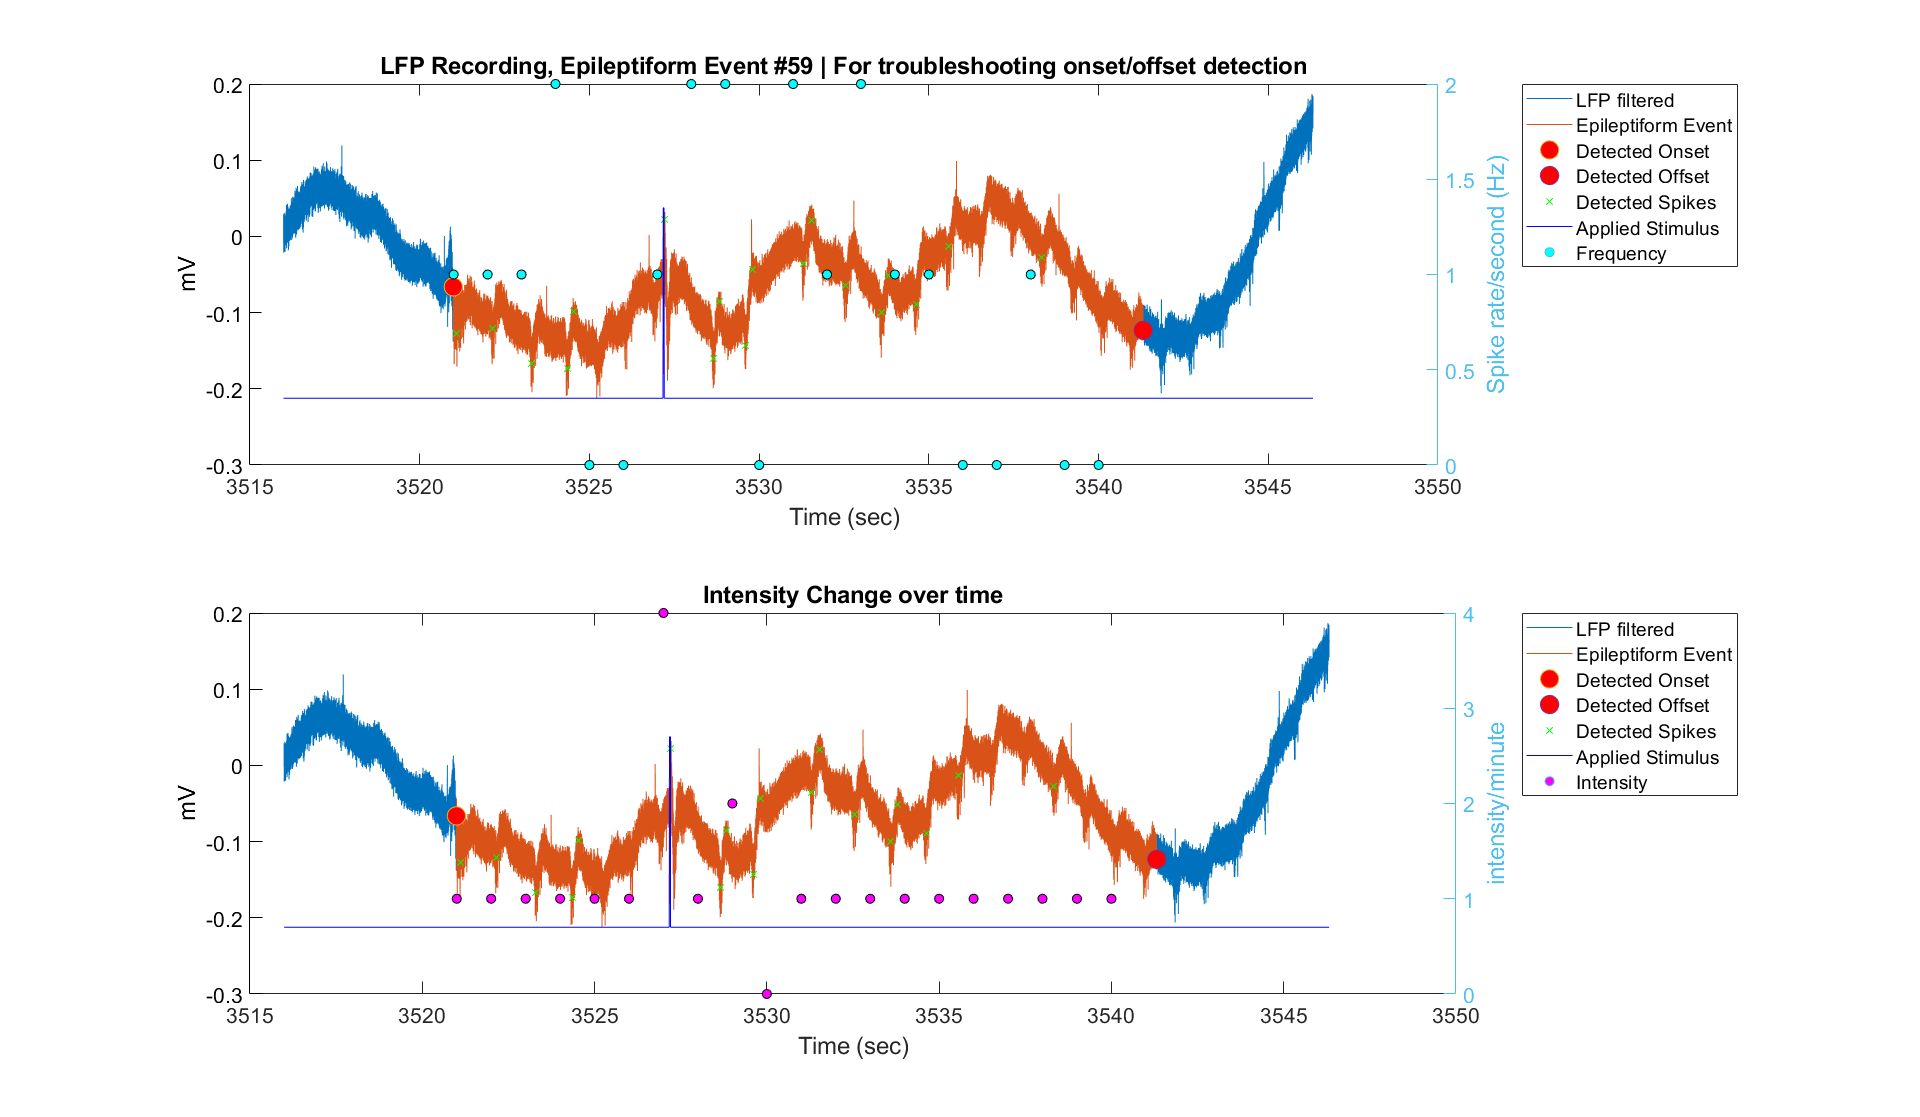 LFP Recording, Epileptiform Event #59 | For troubleshooting onset/offset detection
0.2
0.1
0
-0.1
-0.2
-0.3
mV
3515
3520
3525
3530
3535
3540
3545
3550
Time (sec)
2
1.5
1
0.5
0
Spike rate/second (Hz)
LFP filtered
Epileptiform Event
Detected Onset
Detected Offset
Detected Spikes
Applied Stimulus
Frequency
Intensity Change over time
0.2
0.1
0
-0.1
-0.2
-0.3
mV
3515
3520
3525
3530
3535
3540
3545
3550
Time (sec)
4
3
2
1
0
intensity/minute
LFP filtered
Epileptiform Event
Detected Onset
Detected Offset
Detected Spikes
Applied Stimulus
Intensity